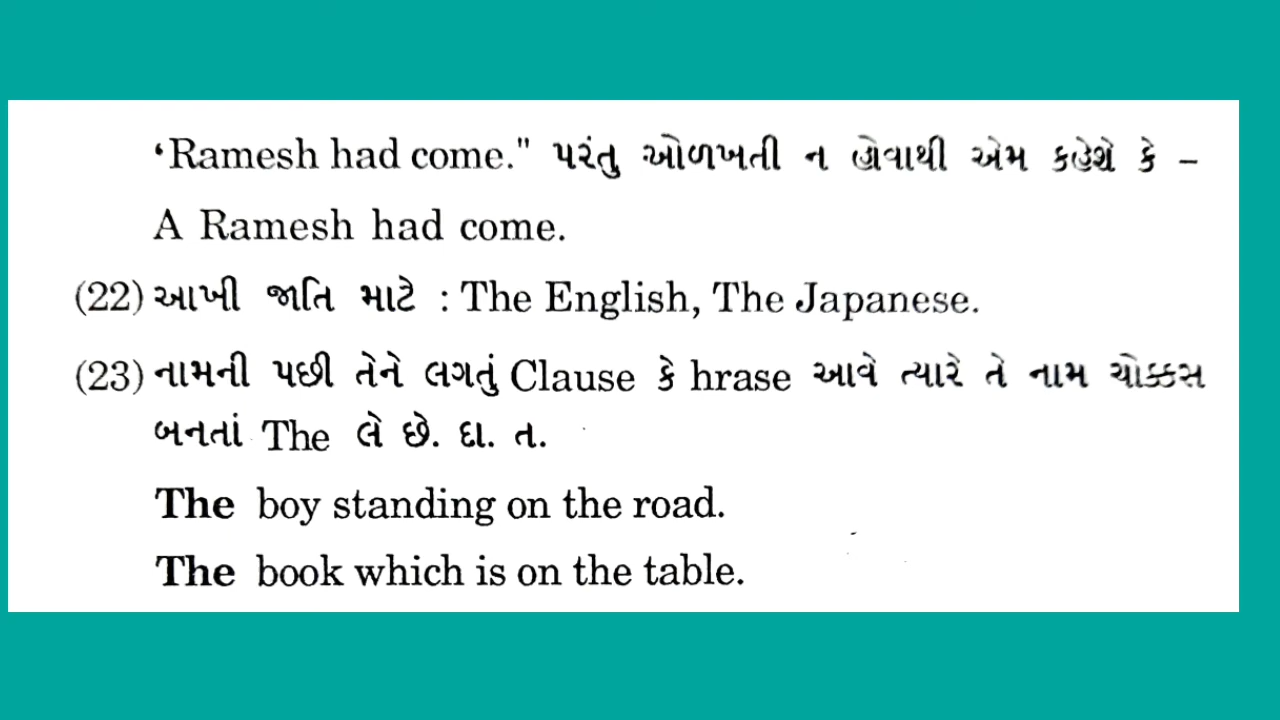 ‘Ramesh had come." પરંતુ ઓળખતી ન હોવાથી એમ કહેશે કે –
A Ramesh had come.
(22) આખી જાતિ માટે : The English, The Japanese.
(23) નામની પછી તેને લગતું Clause કે hrase આવે ત્યારે તે નામ ચોક્કસ
બનતાં The લે છે. દા. ત.
The boy standing on the road.
The book which is on the table.